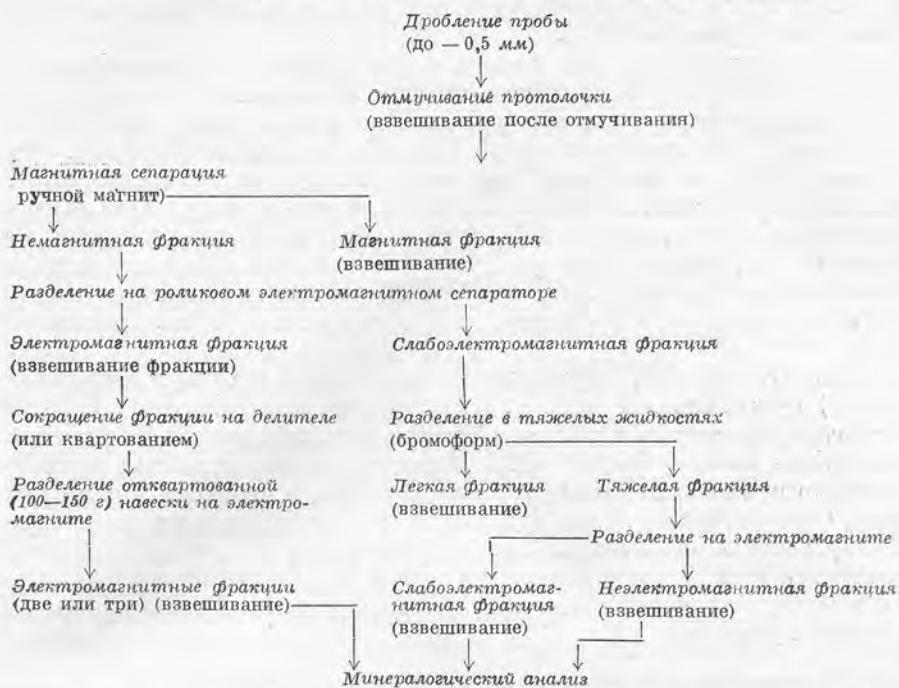 Дробление пробы
(до — 0,5 мм)
Отмучивание протолочки
(взвешивание после отмучивания)
Магнитная сепарация
ручной магнит)
Немагнитная фракция
Магнитная фракция
(взвешивание)
Разделение на роликовом электромагнитном сепараторе
Электромагнитная фракция
(взвешивание фракции)
Слабоэлектромагнитная фракция
Сокращение фракции на делителе
(или квартованием)
Разделение в тяжелых жидкостях
(бромоформ)
Разделение отквартованной
(100—150 г) навески на электро-
магните
Легкая фракция
(взвешивание)
Тяжелая фракция
Разделение на электромагните
Электромагнитные фракции
(две или три) (взвешивание)
Слабоэлектромаг-
нитная фракция
(взвешивание)
Неэлектромагнитная фракция
(взвешивание)
Минералогический анализ